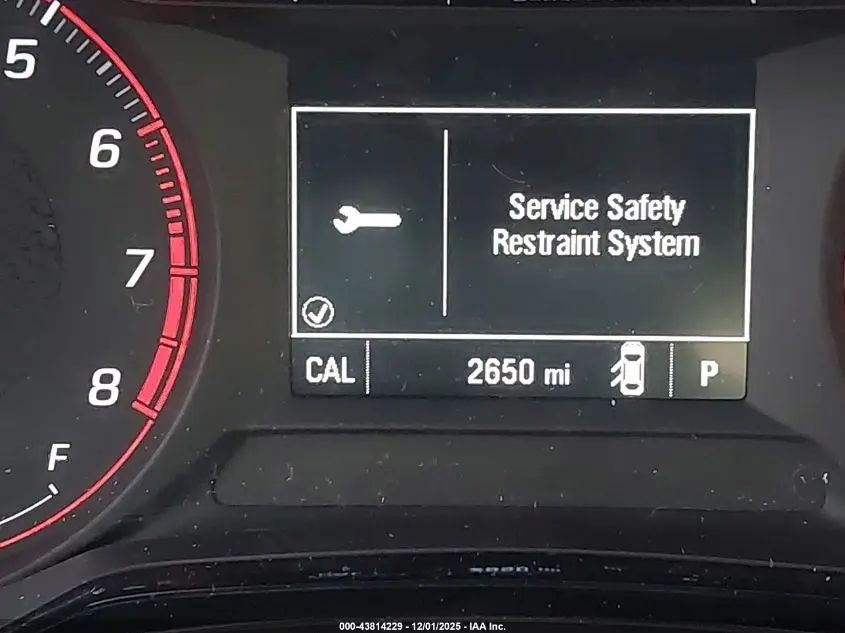 5
6
7
8
F
Service Safety
Restraint System
CAL
2650 mi
P
000-43814229 - 12/01/2025 - IAA Inc.